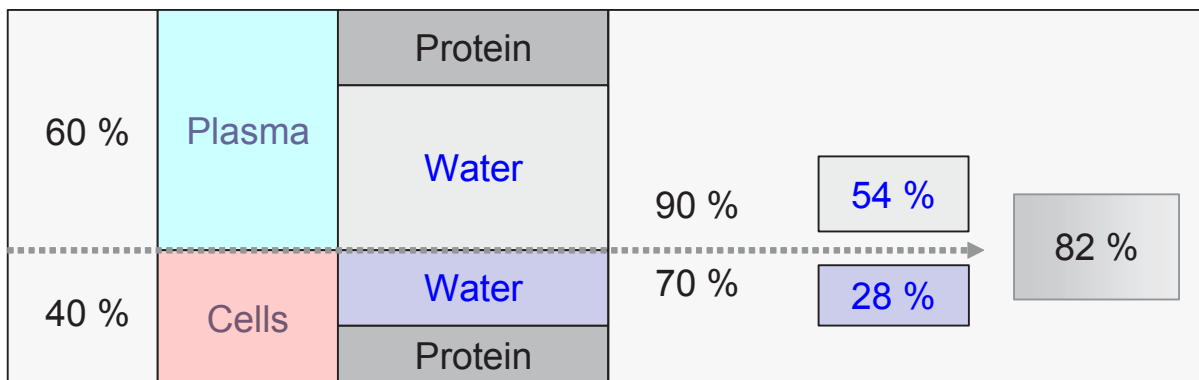 60 %
Plasma
Protein
Water
90 %
54 %
82 %
40 %
Cells
Water
Protein
70 %
28 %